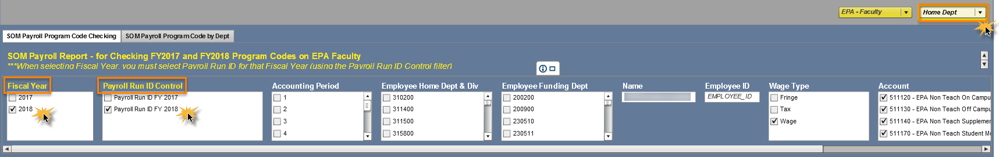 EPA - Faculty
Home Dept
SOM Payroll Program Code Checking
SOM Payroll Program Code by Dept
SOM Payroll Report - for Checking FY2017 and FY2018 Program Codes on EPA Faculty
***When selecting Fiscal Year, you must select Payroll Run ID for that Fiscal Year (using the Payroll Run ID Control filter)
Fiscal Year
2017
2018
Payroll Run ID Control
Payroll Run ID FY 2017
Payroll Run ID FY 2018
Accounting Period
1
2
3
4
Employee Home Dept & Div
310200
311400
311500
315800
Employee Funding Dept
200200
200900
230510
230511
Name
Employee ID
EMPLOYEE_ID
Wage Type
Fringe
Tax
Wage
Account
511120 - EPA Non Teach On Campu
511130 - EPA Non Teach Off Campu
511140 - EPA Non Teach Supplemen
511170 - EPA Non Teach Student Mo